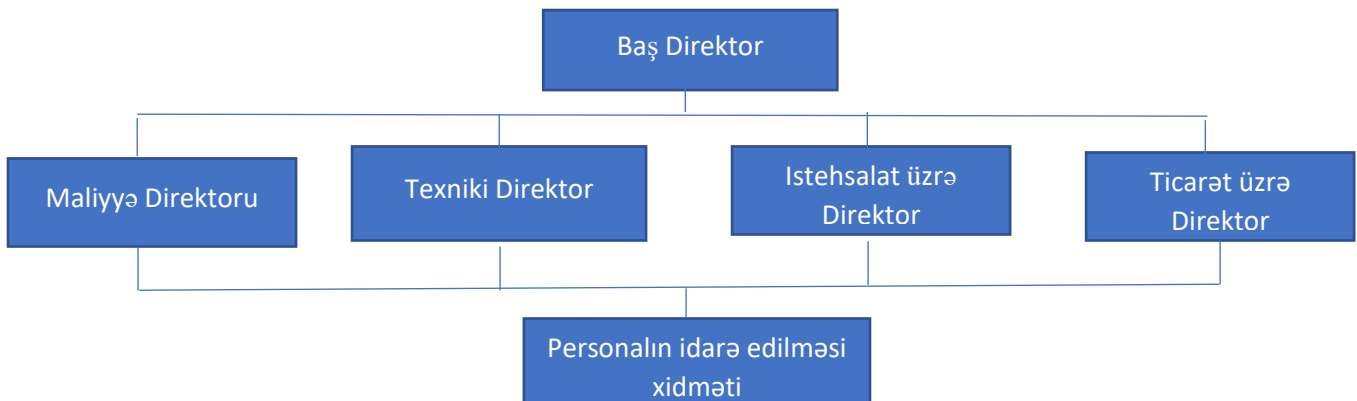 Baş Direktor
Maliyyə Direktoru
Texniki Direktor
Istehsalat üzrə
Direktor
Ticarət üzrə
Direktor
Personalın idarə edilməsi
xidməti